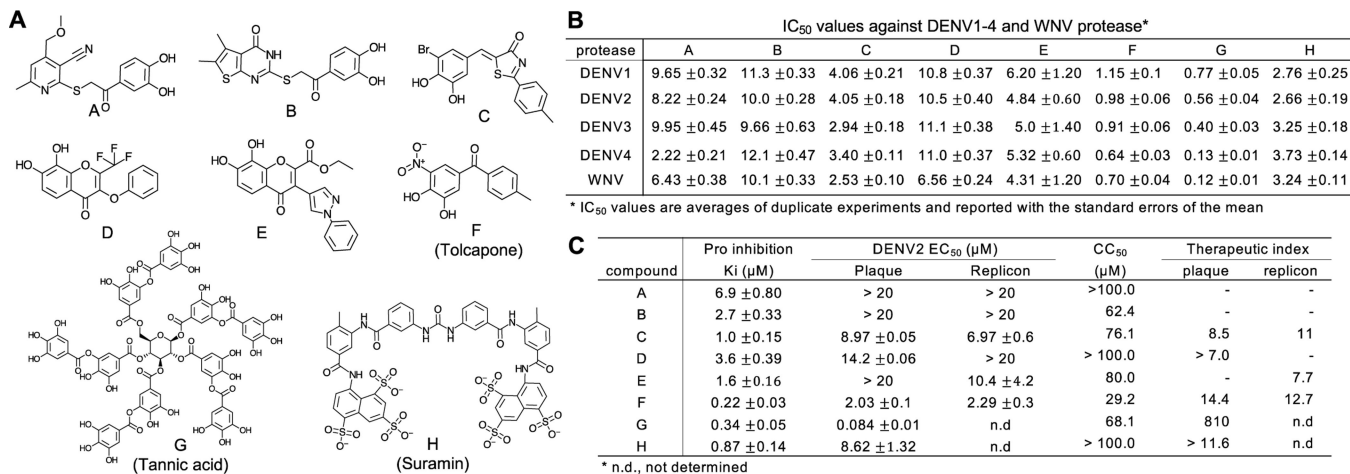 A
A
B
C
D
E
F
(Tolcapone)
G
(Tannic acid)
H
(Suramin)
B
IC50 values against DENV1-4 and WNV protease*
protease A B C D E F G H
DENV1 9.65 ±0.32 11.3 ±0.33 4.06 ±0.21 10.8 ±0.37 6.20 ±1.20 1.15 ±0.1 0.77 ±0.05 2.76 ±0.25
DENV2 8.22 ±0.24 10.0 ±0.28 4.05 ±0.18 10.5 ±0.40 4.84 ±0.60 0.98 ±0.06 0.56 ±0.04 2.66 ±0.19
DENV3 9.95 ±0.45 9.66 ±0.63 2.94 ±0.18 11.1 ±0.38 5.0 ±1.40 0.91 ±0.06 0.40 ±0.03 3.25 ±0.18
DENV4 2.22 ±0.21 12.1 ±0.47 3.40 ±0.11 11.0 ±0.37 5.32 ±0.60 0.64 ±0.03 0.13 ±0.01 3.73 ±0.14
WNV 6.43 ±0.38 10.1 ±0.33 2.53 ±0.10 6.56 ±0.24 4.31 ±1.20 0.70 ±0.04 0.12 ±0.01 3.24 ±0.11
* IC50 values are averages of duplicate experiments and reported with the standard errors of the mean
C
Pro inhibition DENV2 EC50 (µM) CC50 Therapeutic index
compound Ki (µM) Plaque Replicon (µM) plaque replicon
A 6.9 ±0.80 > 20 > 20 >100.0 - -
B 2.7 ±0.33 > 20 > 20 62.4 - -
C 1.0 ±0.15 8.97 ±0.05 6.97 ±0.6 76.1 8.5 11
D 3.6 ±0.39 14.2 ±0.06 > 20 > 100.0 > 7.0 -
E 1.6 ±0.16 > 20 10.4 ±4.2 80.0 - 7.7
F 0.22 ±0.03 2.03 ±0.1 2.29 ±0.3 29.2 14.4 12.7
G 0.34 ±0.05 0.084 ±0.01 n.d 68.1 810 n.d
H 0.87 ±0.14 8.62 ±1.32 n.d > 100.0 > 11.6 n.d
* n.d., not determined